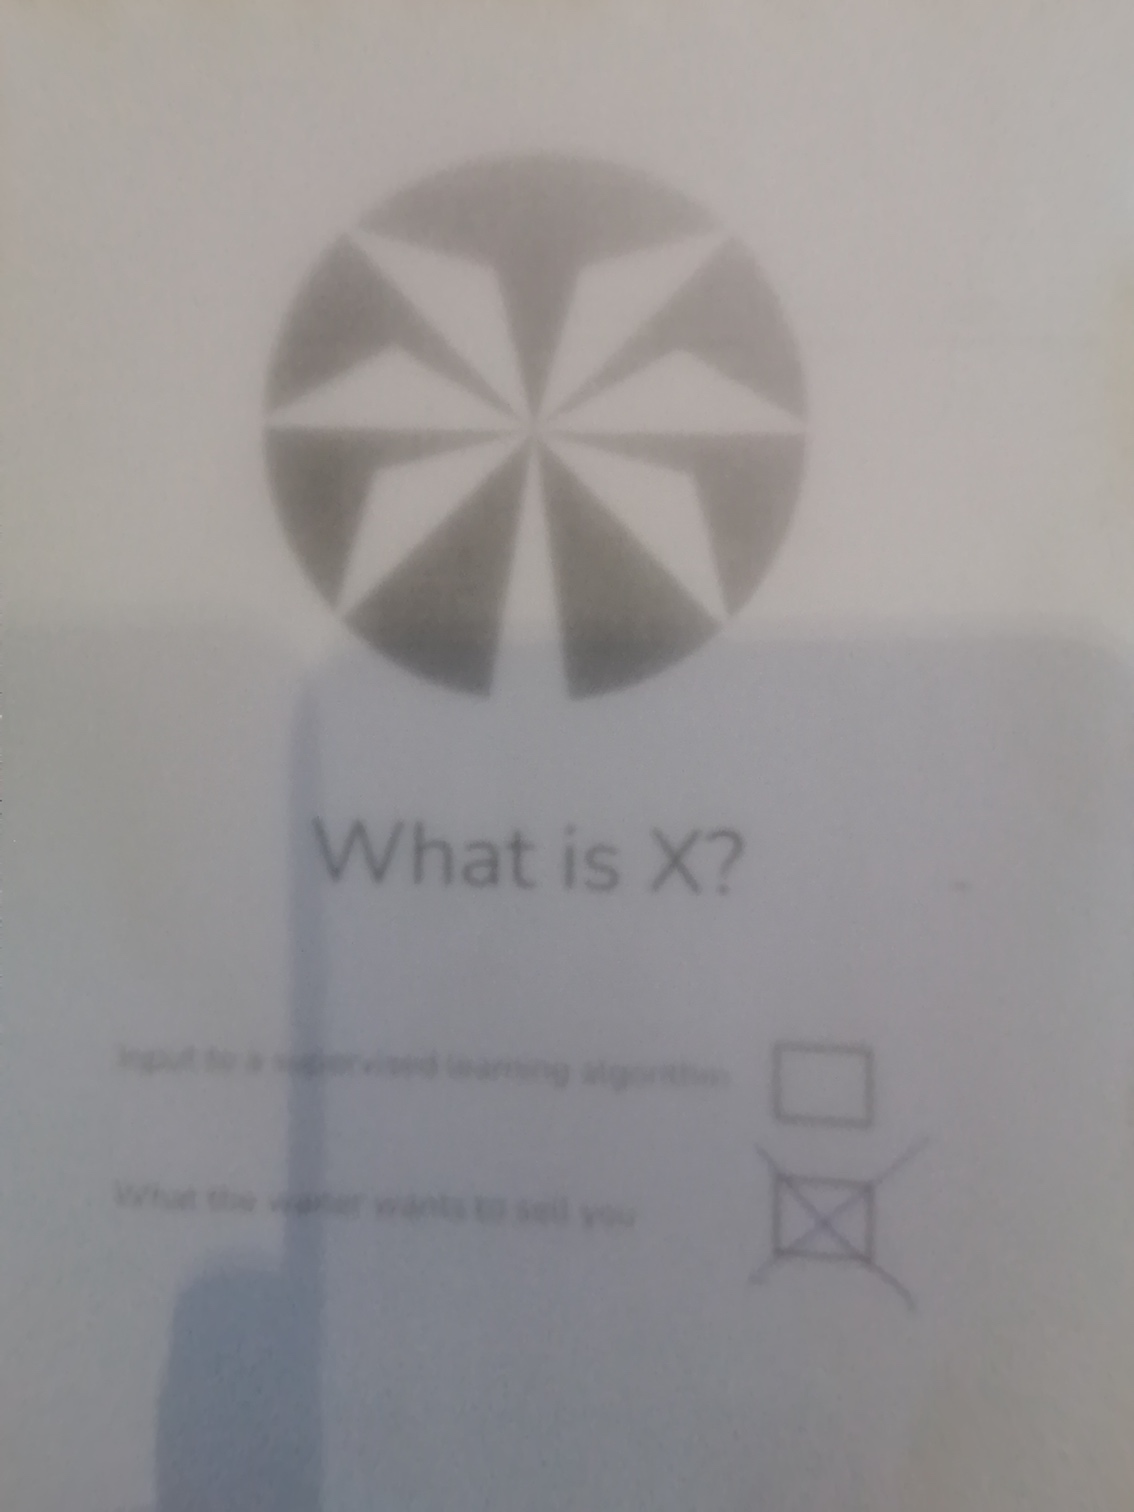 What is X?
Input to a supervised learning algorithm
What the waiter wants to sell you